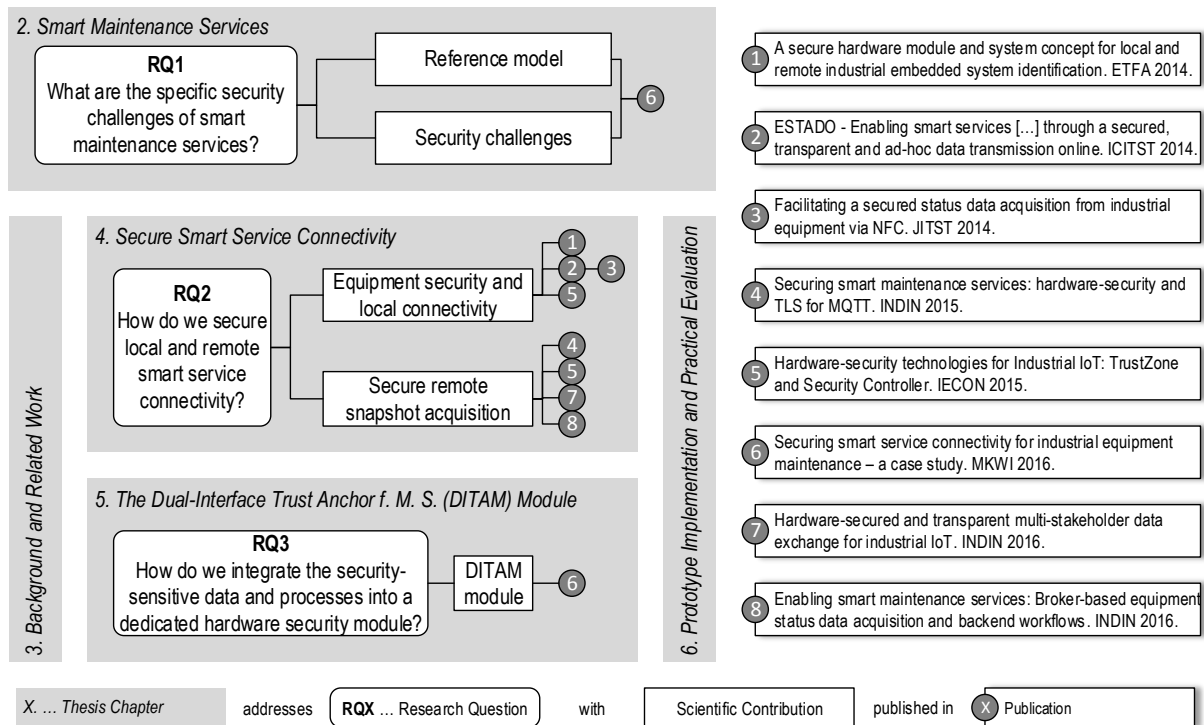 2. Smart Maintenance Services
RQ1
What are the specific security
challenges of smart
maintenance services?
Reference model
Security challenges
6
3. Background and Related Work
4. Secure Smart Service Connectivity
RQ2
How do we secure
local and remote
smart service
connectivity?
Equipment security and
local connectivity
1
2
3
5
Secure remote
snapshot acquisition
4
5
7
8
5. The Dual-Interface Trust Anchor f. M. S. (DITAM) Module
RQ3
How do we integrate the security-
sensitive data and processes into a
dedicated hardware security module?
DITAM
module
6
6. Prototype Implementation and Practical Evaluation
1
A secure hardware module and system concept for local and
remote industrial embedded system identification. ETFA 2014.
2
ESTADO - Enabling smart services [...] through a secured,
transparent and ad-hoc data transmission online. ICITST 2014.
3
Facilitating a secured status data acquisition from industrial
equipment via NFC. JITST 2014.
4
Securing smart maintenance services: hardware-security and
TLS for MQTT. INDIN 2015.
5
Hardware-security technologies for Industrial IoT: TrustZone
and Security Controller. IECON 2015.
6
Securing smart service connectivity for industrial equipment
maintenance – a case study. MKWI 2016.
7
Hardware-secured and transparent multi-stakeholder data
exchange for industrial IoT. INDIN 2016.
8
Enabling smart maintenance services: Broker-based equipment
status data acquisition and backend workflows. INDIN 2016.
X. ... Thesis Chapter
addresses
RQX ... Research Question
with
Scientific Contribution
published in
X Publication